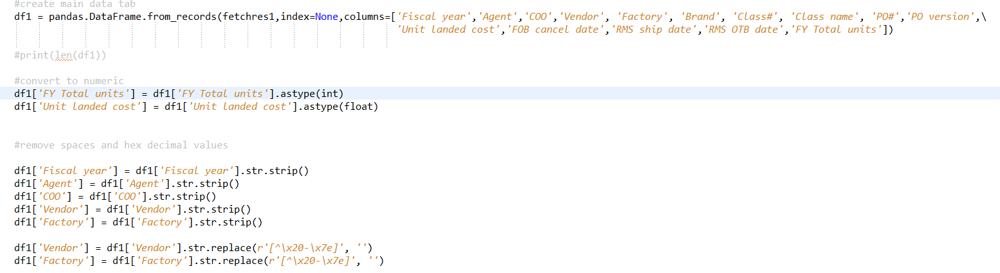 #create main data tab
df1 = pandas.DataFrame.from_records(fetchres1,index=None,columns=['Fiscal year','Agent','COO','Vendor', 'Factory', 'Brand', 'Class#', 'Class name', 'PO#','PO version',\
'Unit landed cost','FOB cancel date','RMS ship date','RMS OTB date','FY Total units'])
#print(len(df1))
#convert to numeric
df1['FY Total units'] = df1['FY Total units'].astype(int)
df1['Unit landed cost'] = df1['Unit landed cost'].astype(float)
#remove spaces and hex decimal values
df1['Fiscal year'] = df1['Fiscal year'].str.strip()
df1['Agent'] = df1['Agent'].str.strip()
df1['COO'] = df1['COO'].str.strip()
df1['Vendor'] = df1['Vendor'].str.strip()
df1['Factory'] = df1['Factory'].str.strip()
df1['Vendor'] = df1['Vendor'].str.replace(r'[^\x20-\x7e]', '')
df1['Factory'] = df1['Factory'].str.replace(r'[^\x20-\x7e]', '')